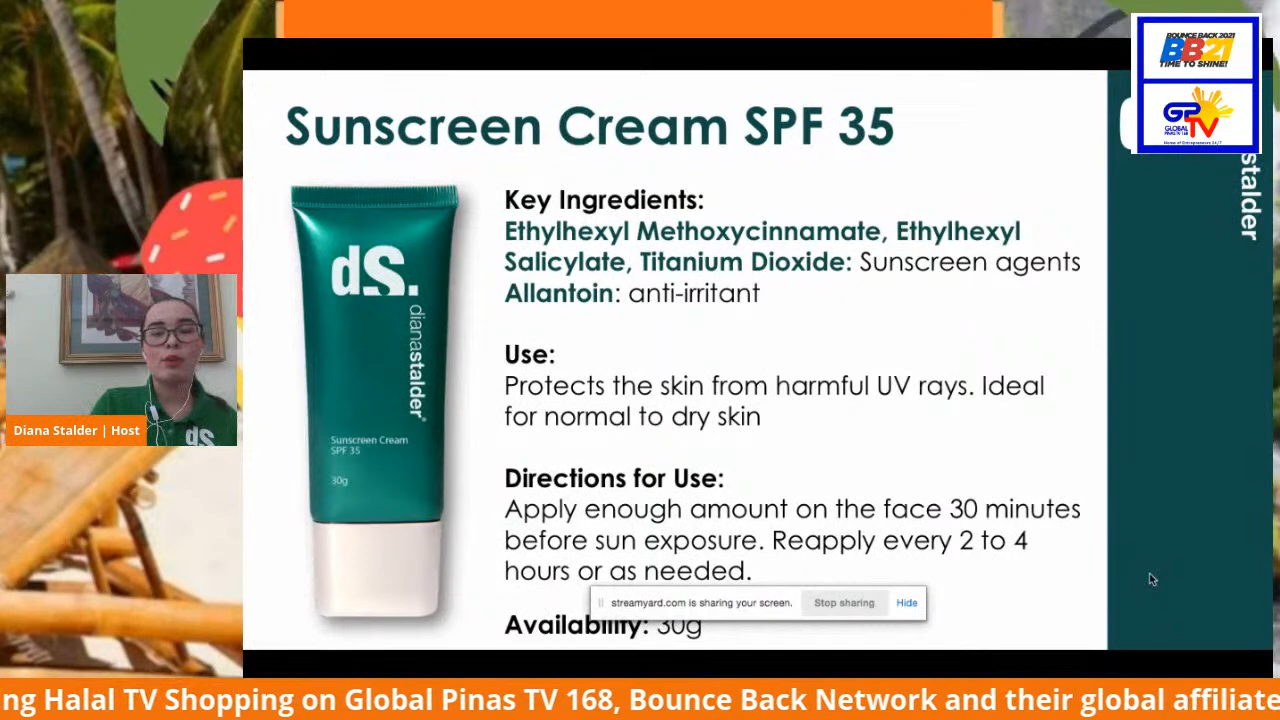 BOUNCE BACK 2021
BB21
TIME TO SHINE!
GPTV
GLOBAL
PINAS TV 168
Home of Entrepreneurs 24/7
stalder
Sunscreen Cream SPF 35
dS.
dianastalder®
Sunscreen Cream
SPF 35
30g
Key Ingredients:
Ethylhexyl Methoxycinnamate, Ethylhexyl
Salicylate, Titanium Dioxide: Sunscreen agents
Allantoin: anti-irritant
Use:
Protects the skin from harmful UV rays. Ideal
for normal to dry skin
Directions for Use:
Apply enough amount on the face 30 minutes
before sun exposure. Reapply every 2 to 4
hours or as needed.
streamyard.com is sharing your screen. Stop sharing Hide
Availability: 30g
dS
Diana Stalder | Host
ng Halal TV Shopping on Global Pinas TV 168, Bounce Back Network and their global affiliate